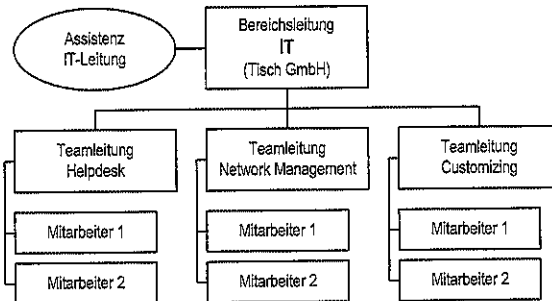 Assistenz
IT-Leitung
Bereichsleitung
IT
(Tisch GmbH)
Teamleitung
Helpdesk
Teamleitung
Network Management
Teamleitung
Customizing
Mitarbeiter 1
Mitarbeiter 1
Mitarbeiter 1
Mitarbeiter 2
Mitarbeiter 2
Mitarbeiter 2